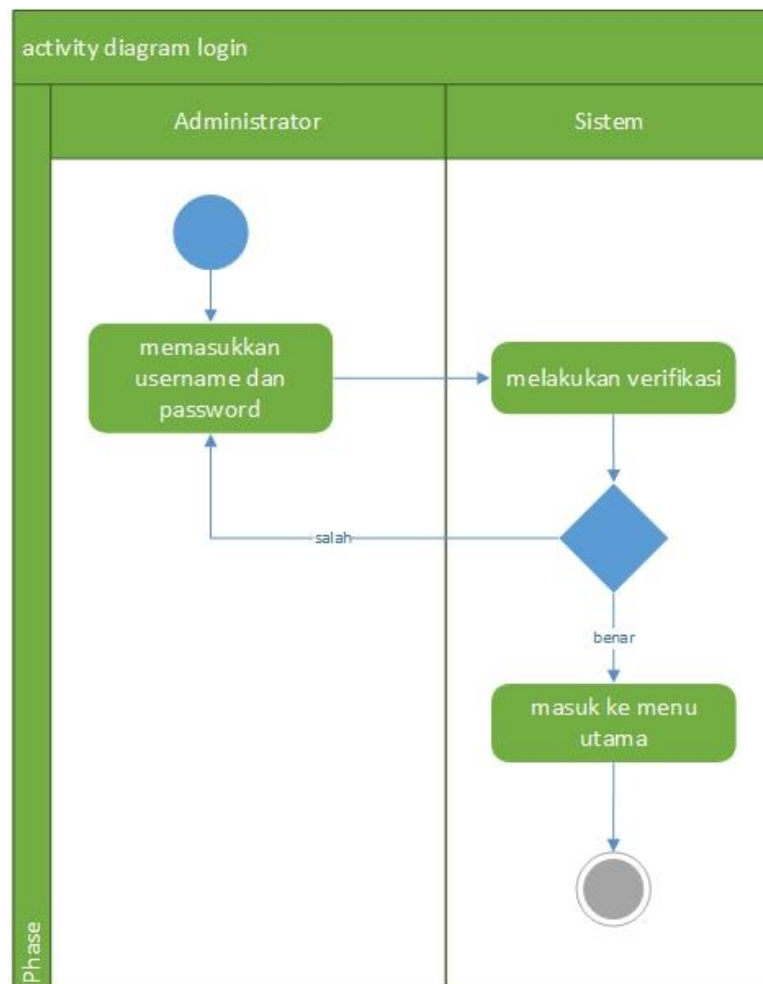 activity diagram login
Administrator
Sistem
memasukkan
username dan
password
melakukan verifikasi
salah
benar
masuk ke menu
utama
Phase